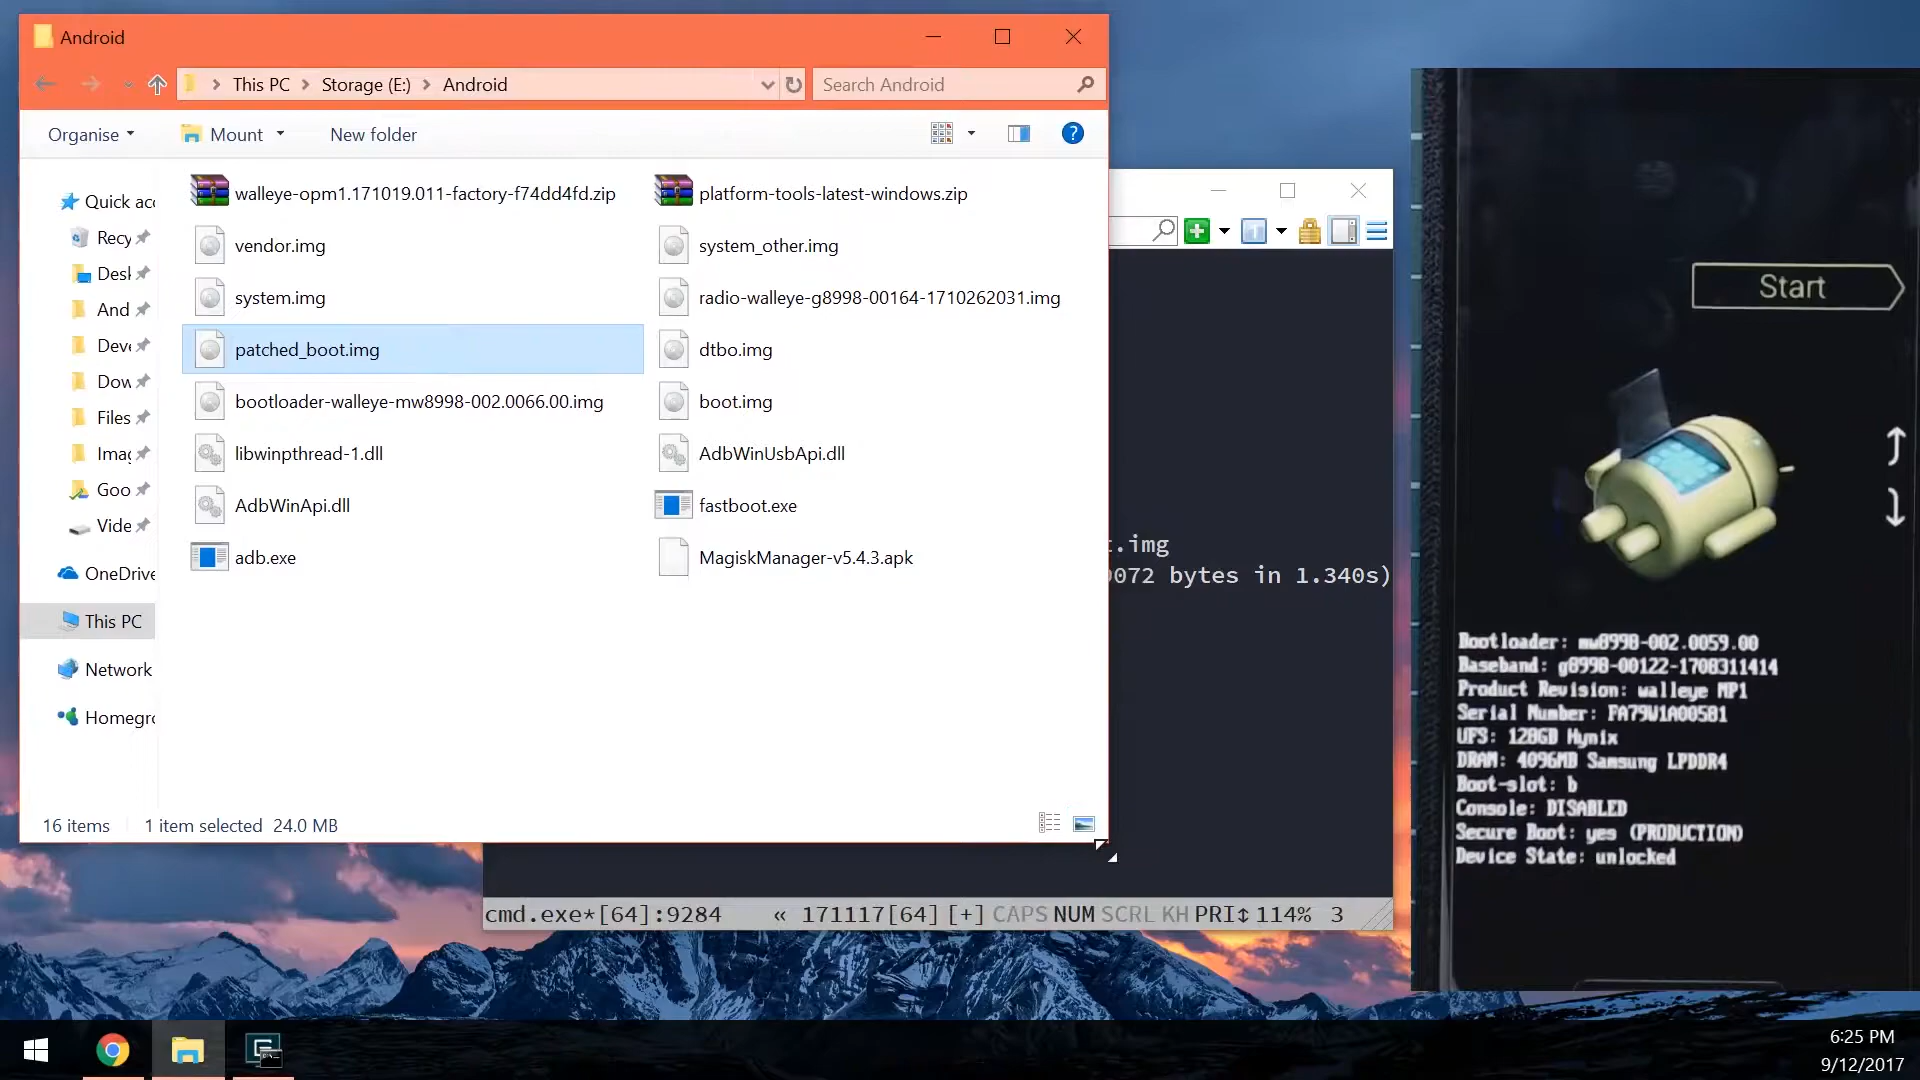 Android
This PC
Storage (E:)
Android
Search Android
Organise
Mount
New folder
?
Quick acc
Recy
Desk
And
Deve
Dow
Files
Imag
Goo
Vide
OneDrive
This PC
Network
Homegro
walleye-opm1.171019.011-factory-f74dd4fd.zip
platform-tools-latest-windows.zip
vendor.img
system_other.img
system.img
radio-walleye-g8998-00164-1710262031.img
patched_boot.img
dtbo.img
bootloader-walleye-mw8998-002.0066.00.img
boot.img
libwinpthread-1.dll
AdbWinUsbApi.dll
AdbWinApi.dll
fastboot.exe
adb.exe
MagiskManager-v5.4.3.apk
16 items
1 item selected 24.0 MB
.img
072 bytes in 1.340s)
cmd.exe*[64]:9284
« 171117[64] [+] CAPS NUM SCRL KH PRI↕ 114% 3
Start
Bootloader: mw8998-002.0059.00
Baseband: g8998-00122-1708311414
Product Revision: walleye MP1
Serial Number: FA79W1A00581
UFS: 128GB Hynix
DRAM: 4096MB Samsung LPDDR4
Boot-slot: b
Console: DISABLED
Secure Boot: yes (PRODUCTION)
Device State: unlocked
6:25 PM
9/12/2017